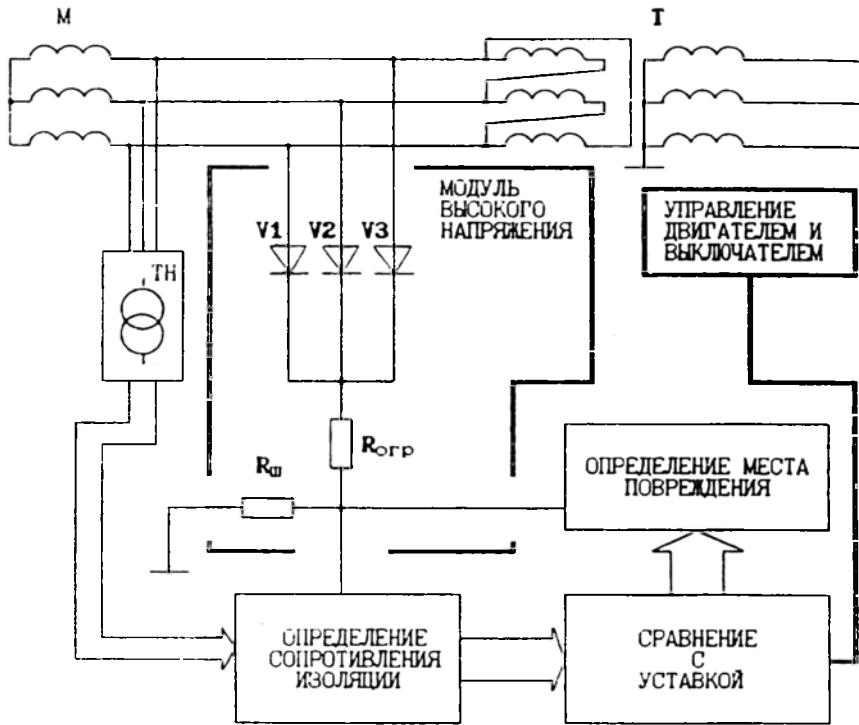 М
Т
МОДУЛЬ
ВЫСОКОГО
НАПРЯЖЕНИЯ
УПРАВЛЕНИЕ
ДВИГАТЕЛЕМ И
ВЫКЛЮЧАТЕЛЕМ
V1 V2 V3
ТН
Rогр
Rш
ОПРЕДЕЛЕНИЕ МЕСТА
ПОВРЕЖДЕНИЯ
ОПРЕДЕЛЕНИЕ
СОПРОТИВЛЕНИЯ
ИЗОЛЯЦИИ
СРАВНЕНИЕ
С
УСТАВКОЙ